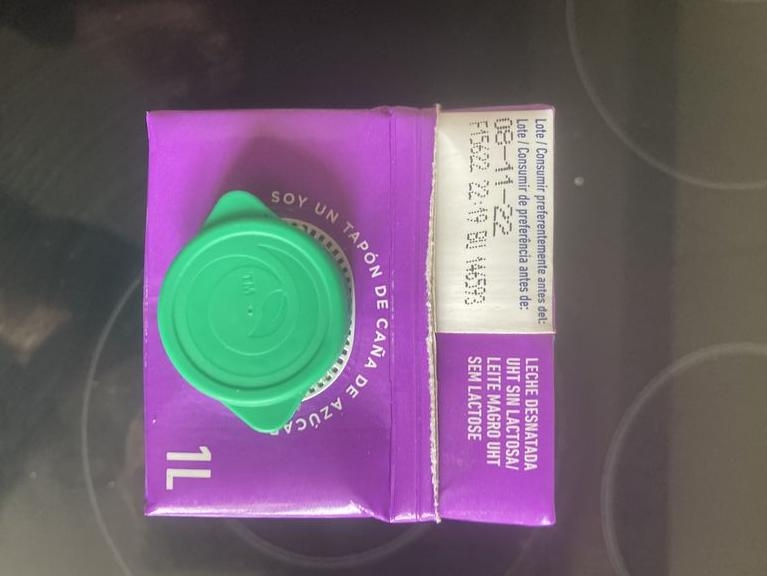 Lote / Consumir preferentemente antes del:
Lote / Consumir de preferência antes de:
08-11-22
F15622 22:19 BU 146593
LECHE DESNATADA
UHT SIN LACTOSA/
LEITE MAGRO UHT
SEM LACTOSE
SOY UN TAPÓN DE CAÑA DE AZÚCAR
1L